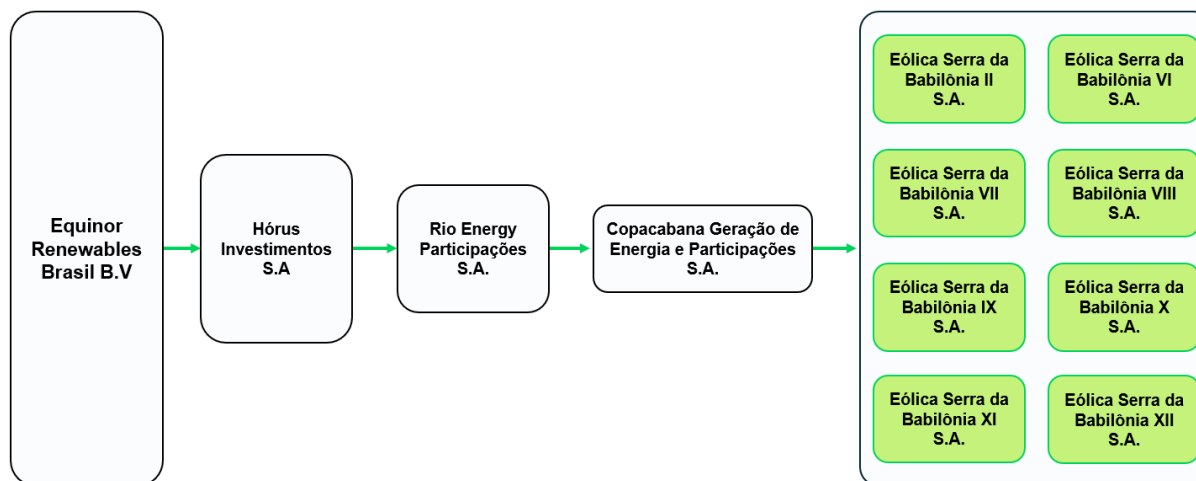 Equinor
Renewables
Brasil B.V
Hórus
Investimentos
S.A
Rio Energy
Participações
S.A.
Copacabana Geração de
Energia e Participações
S.A.
Eólica Serra da
Babilônia II
S.A.
Eólica Serra da
Babilônia VI
S.A.
Eólica Serra da
Babilônia VII
S.A.
Eólica Serra da
Babilônia VIII
S.A.
Eólica Serra da
Babilônia IX
S.A.
Eólica Serra da
Babilônia X
S.A.
Eólica Serra da
Babilônia XI
S.A.
Eólica Serra da
Babilônia XII
S.A.